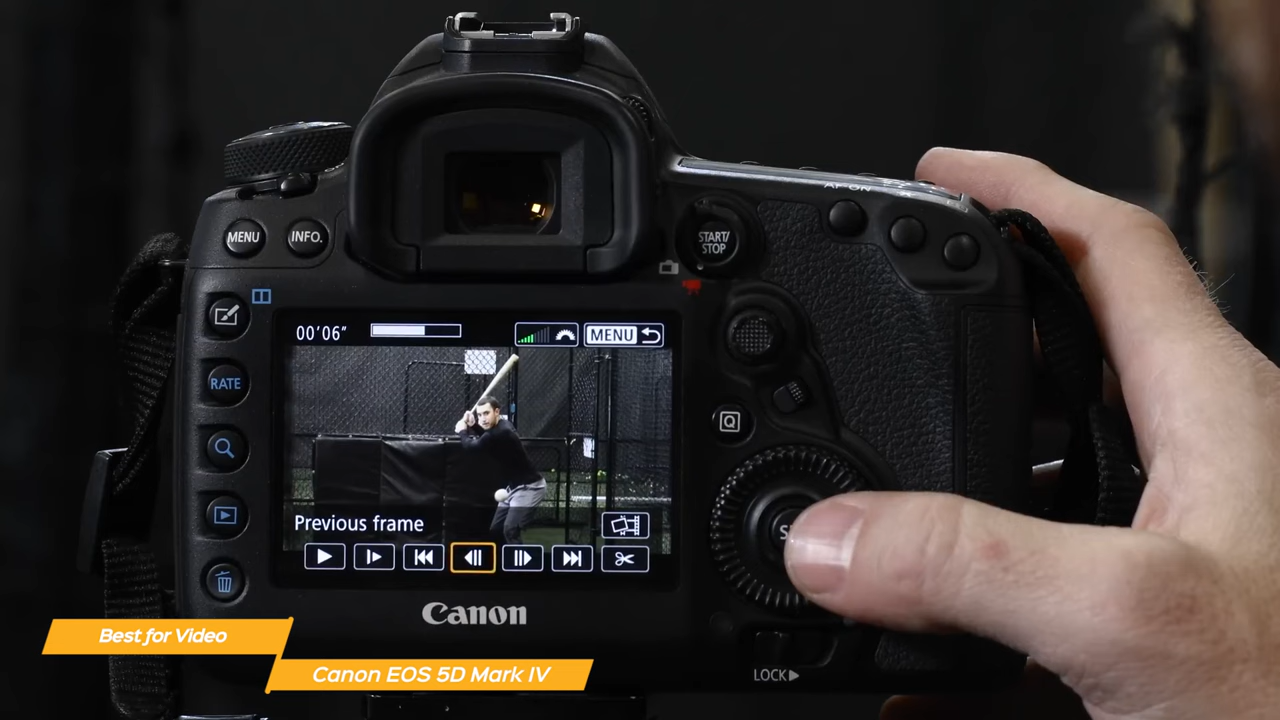 AF-ON
MENU
INFO.
START/
STOP
00'06"
MENU
RATE
Q
Previous frame
Canon
Best for Video
Canon EOS 5D Mark IV
LOCK